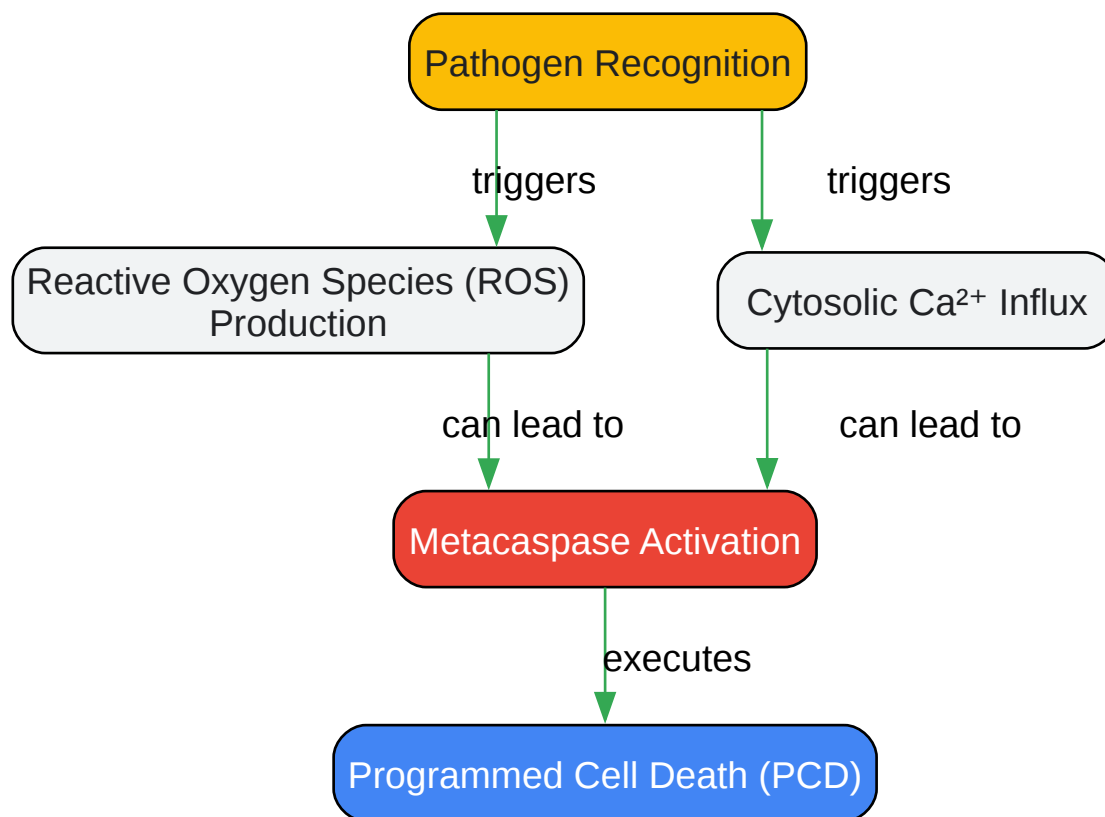 Pathogen Recognition
triggers
triggers
Reactive Oxygen Species (ROS)
Production
Cytosolic Ca²⁺ Influx
can lead to
can lead to
Metacaspase Activation
executes
Programmed Cell Death (PCD)